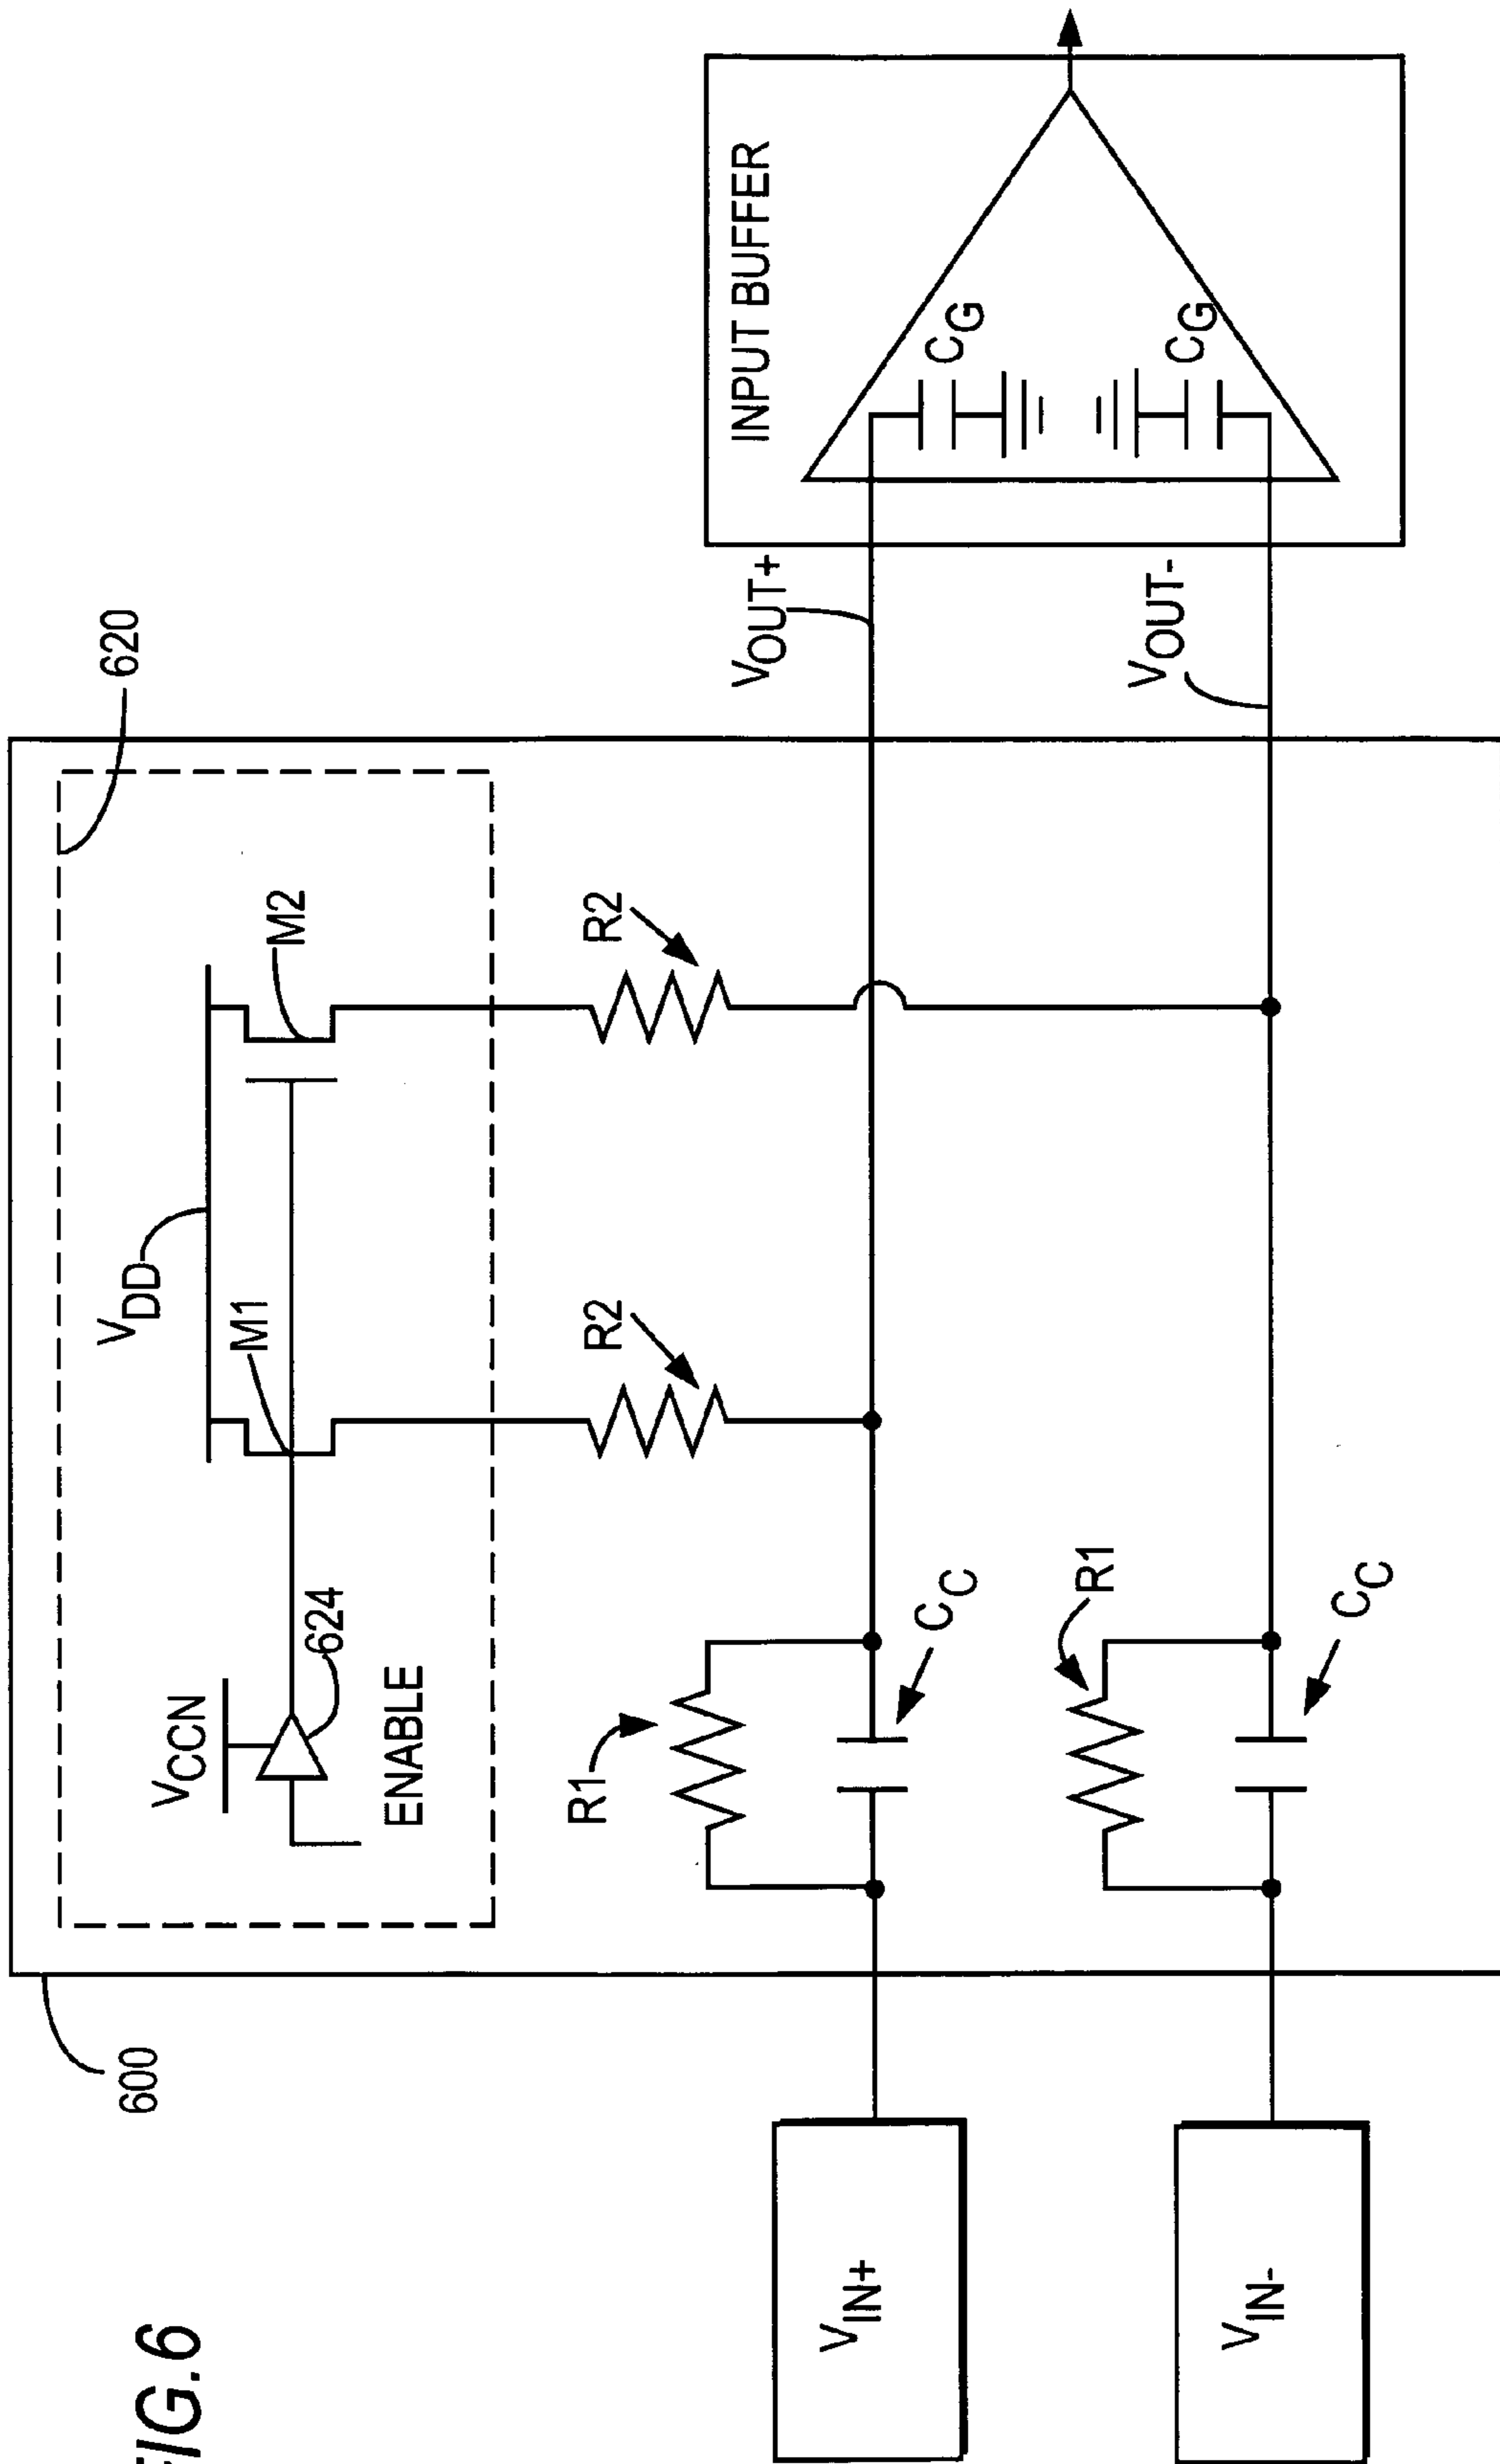 FIG.6
600
620
VDD
VCCN
M1
M2
624
ENABLE
R2
R2
R1
CC
R1
CC
VIN+
VIN-
VOUT+
VOUT-
INPUT BUFFER
CG
CG